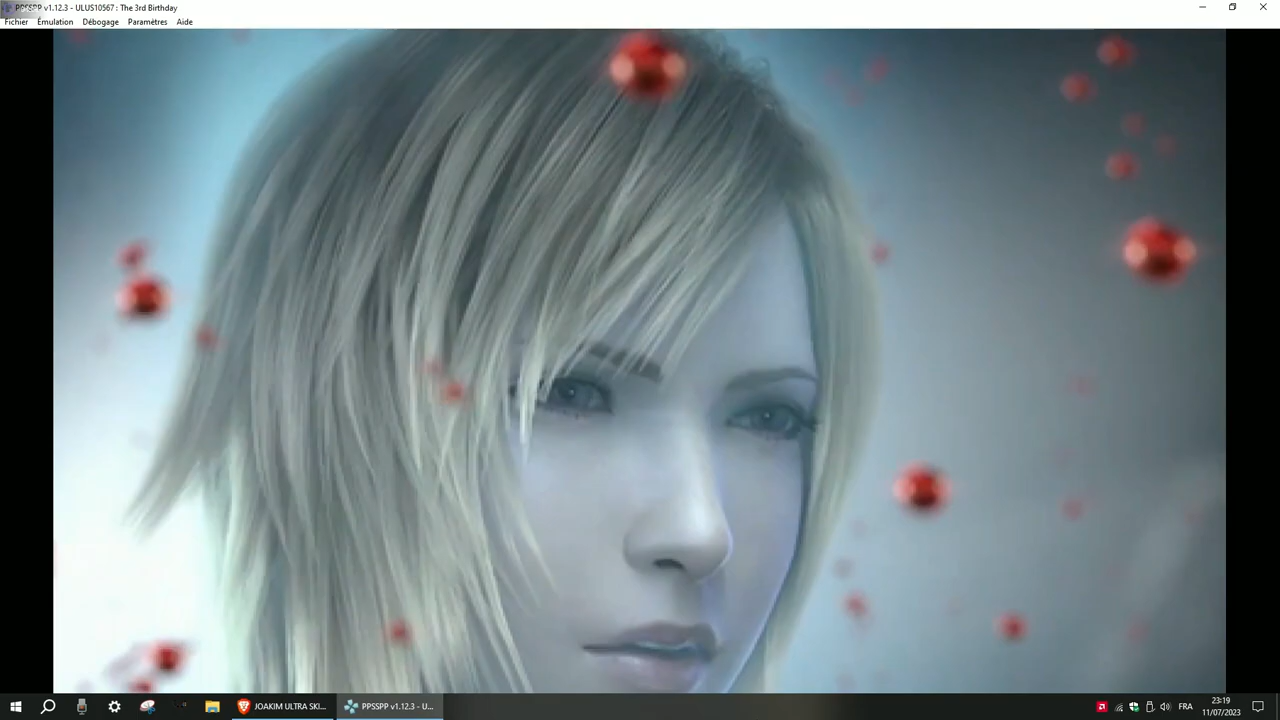 PPSSPP v1.12.3 - ULUS10567 : The 3rd Birthday
Fichier Émulation Débogage Paramètres Aide
JOAKIM ULTRA SKI...
PPSSPP v1.12.3 - U...
FRA
23:19
11/07/2023